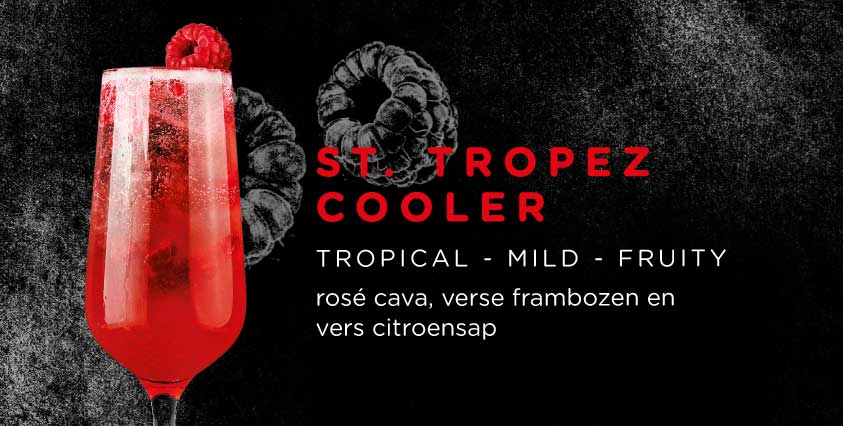 ST. TROPEZ
COOLER
TROPICAL - MILD - FRUITY
rosé cava, verse frambozen en
vers citroensap